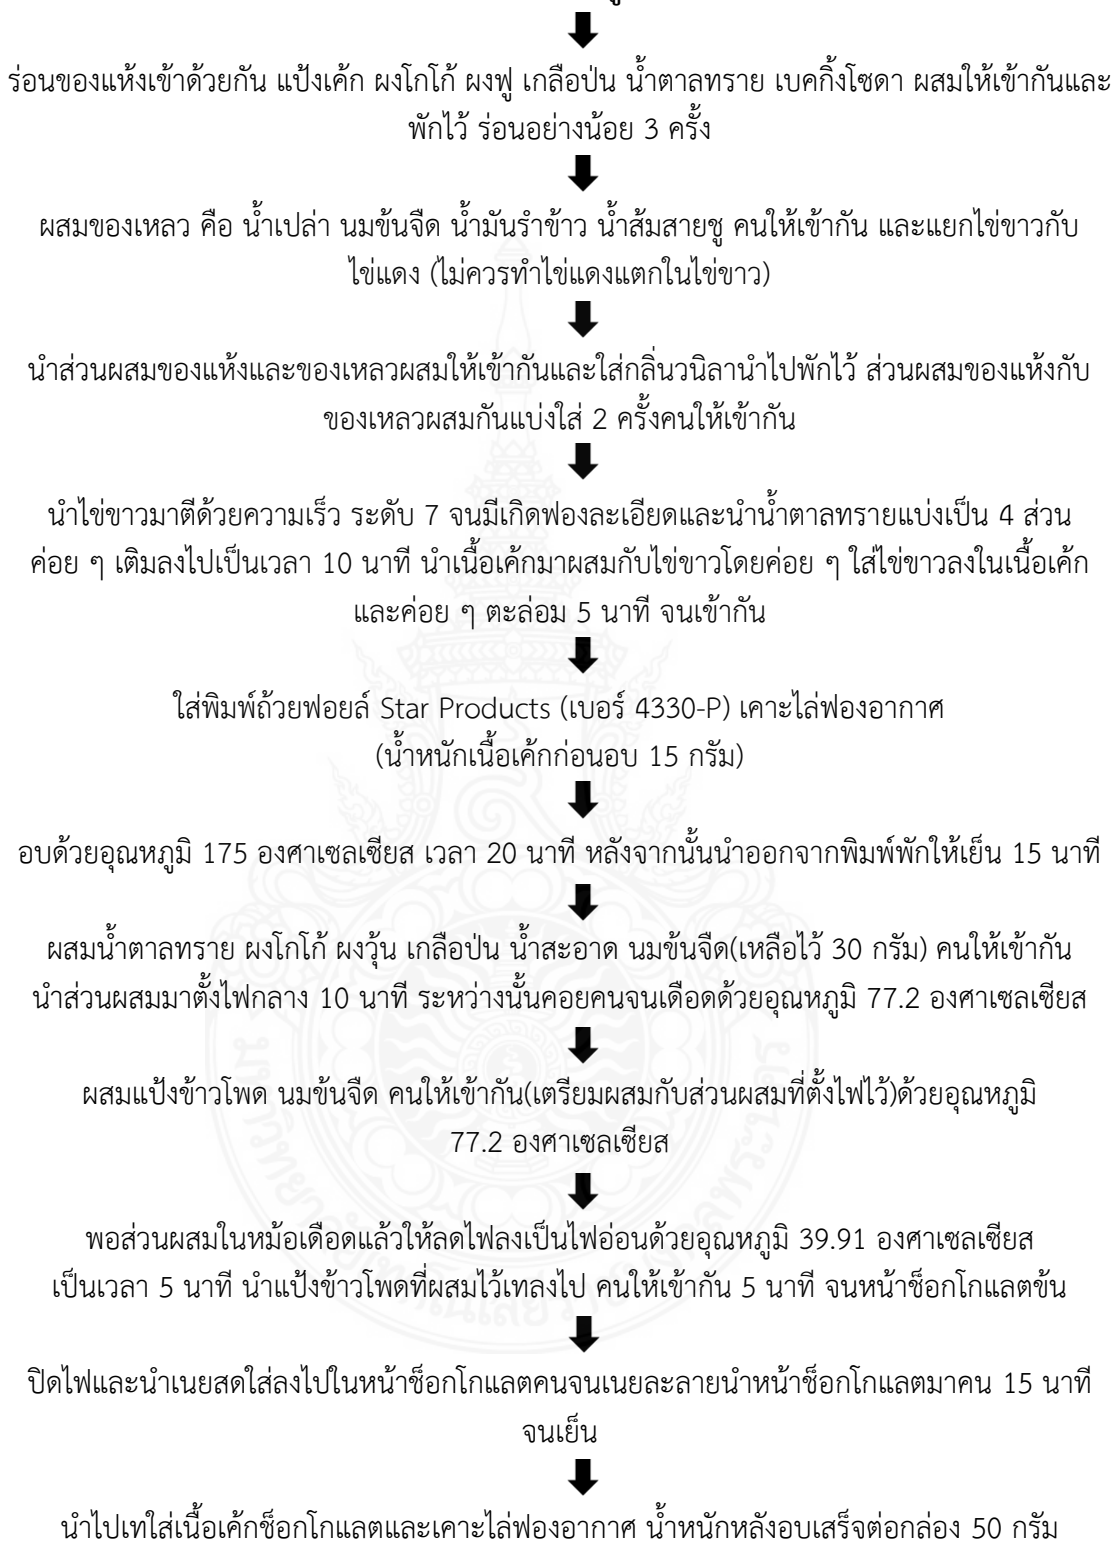 ร่อนของแห้งเข้าด้วยกัน แป้งเค้ก ผงโกโก้ ผงฟู เกลือป่น น้ำตาลทราย เบคกิ้งโซดา ผสมให้เข้ากันและ
พักไว้ ร่อนอย่างน้อย 3 ครั้ง
ผสมของเหลว คือ น้ำเปล่า นมข้นจืด น้ำมันรำข้าว น้ำส้มสายชู คนให้เข้ากัน และแยกไข่ขาวกับ
ไข่แดง (ไม่ควรทำไข่แดงแตกในไข่ขาว)
นำส่วนผสมของแห้งและของเหลวผสมให้เข้ากันและใส่กลิ่นวนิลานำไปพักไว้ ส่วนผสมของแห้งกับ
ของเหลวผสมกันแบ่งใส่ 2 ครั้งคนให้เข้ากัน
นำไข่ขาวมาตีด้วยความเร็ว ระดับ 7 จนมีเกิดฟองละเอียดและนำน้ำตาลทรายแบ่งเป็น 4 ส่วน
ค่อย ๆ เติมลงไปเป็นเวลา 10 นาที นำเนื้อเค้กมาผสมกับไข่ขาวโดยค่อย ๆ ใส่ไข่ขาวลงในเนื้อเค้ก
และค่อย ๆ ตะล่อม 5 นาที จนเข้ากัน
ใส่พิมพ์ถ้วยฟอยล์ Star Products (เบอร์ 4330-P) เคาะไล่ฟองอากาศ
(น้ำหนักเนื้อเค้กก่อนอบ 15 กรัม)
อบด้วยอุณหภูมิ 175 องศาเซลเซียส เวลา 20 นาที หลังจากนั้นนำออกจากพิมพ์พักให้เย็น 15 นาที
ผสมน้ำตาลทราย ผงโกโก้ ผงวุ้น เกลือป่น น้ำสะอาด นมข้นจืด(เหลือไว้ 30 กรัม) คนให้เข้ากัน
นำส่วนผสมมาตั้งไฟกลาง 10 นาที ระหว่างนั้นคอยคนจนเดือดด้วยอุณหภูมิ 77.2 องศาเซลเซียส
ผสมแป้งข้าวโพด นมข้นจืด คนให้เข้ากัน(เตรียมผสมกับส่วนผสมที่ตั้งไฟไว้)ด้วยอุณหภูมิ
77.2 องศาเซลเซียส
พอส่วนผสมในหม้อเดือดแล้วให้ลดไฟลงเป็นไฟอ่อนด้วยอุณหภูมิ 39.91 องศาเซลเซียส
เป็นเวลา 5 นาที นำแป้งข้าวโพดที่ผสมไว้เทลงไป คนให้เข้ากัน 5 นาที จนหน้าช็อกโกแลตข้น
ปิดไฟและนำเนยสดใส่ลงไปในหน้าช็อกโกแลตคนจนเนยละลายนำหน้าช็อกโกแลตมาคน 15 นาที
จนเย็น
นำไปเทใส่เนื้อเค้กช็อกโกแลตและเคาะไล่ฟองอากาศ น้ำหนักหลังอบเสร็จต่อกล่อง 50 กรัม